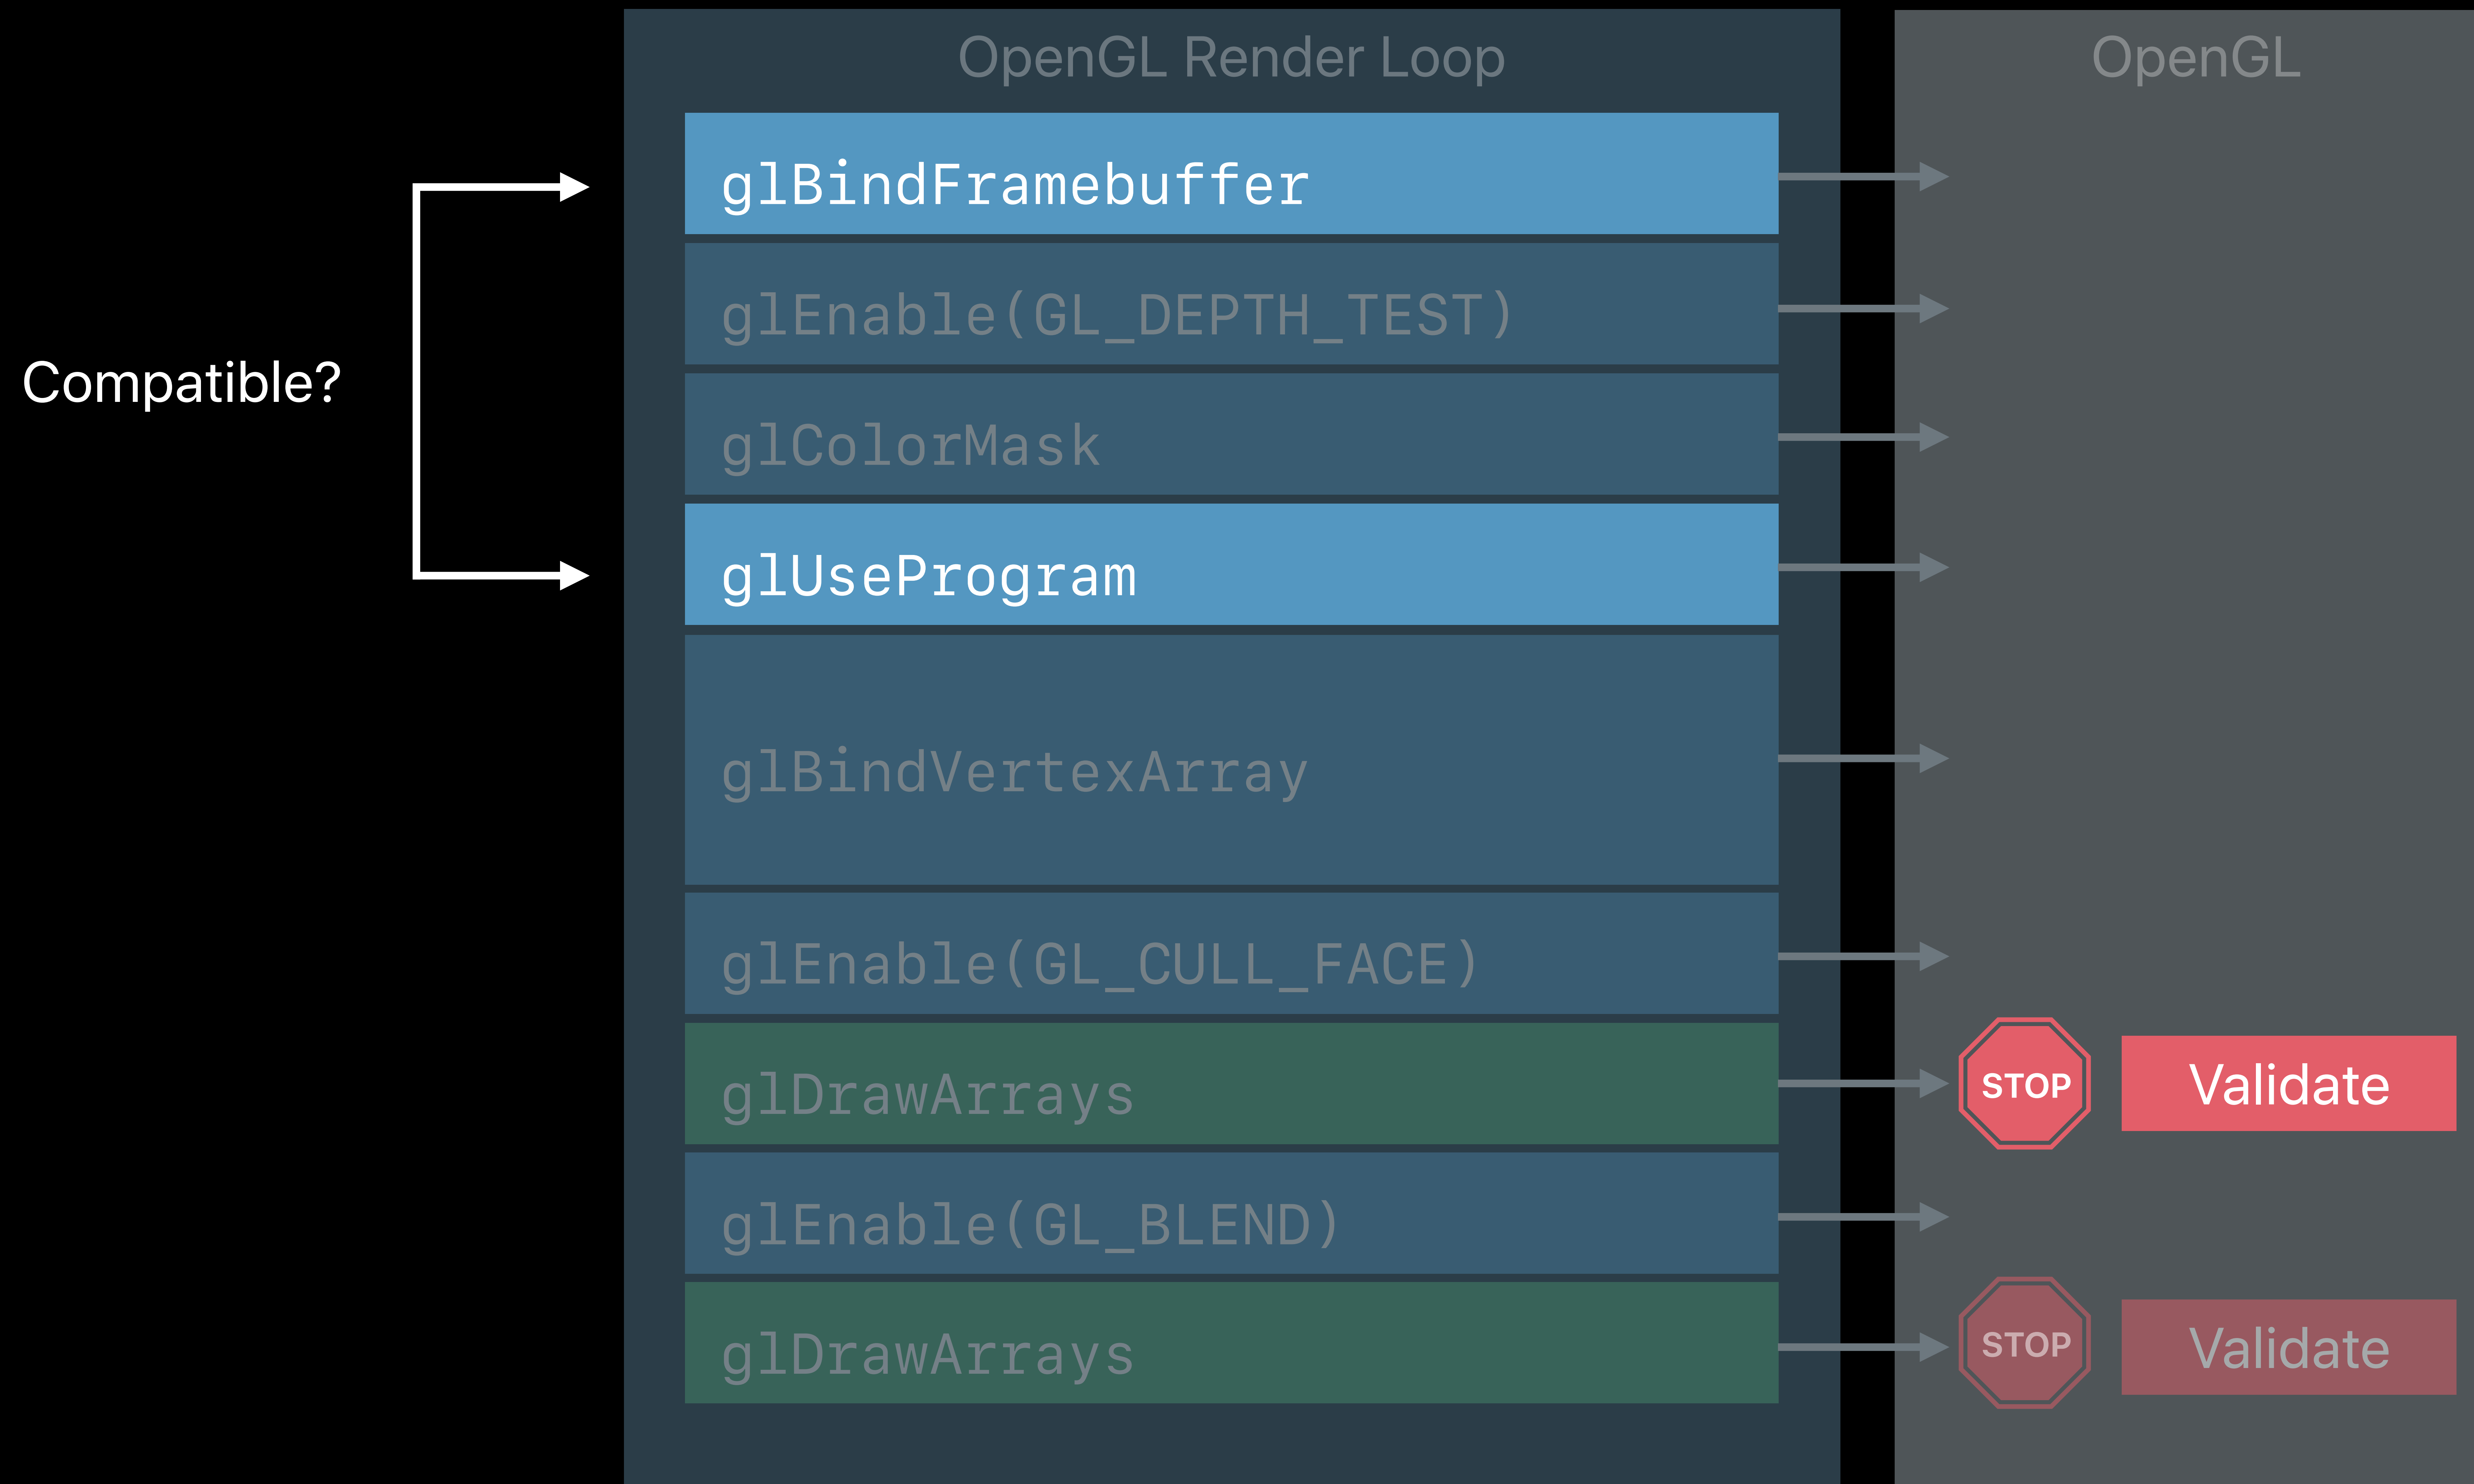 OpenGL Render Loop
OpenGL
glBindFramebuffer
glEnable(GL_DEPTH_TEST)
Compatible?
glColorMask
glUseProgram
glBindVertexArray
glEnable(GL_CULL_FACE)
glDrawArrays
STOP
Validate
glEnable(GL_BLEND)
glDrawArrays
STOP
Validate